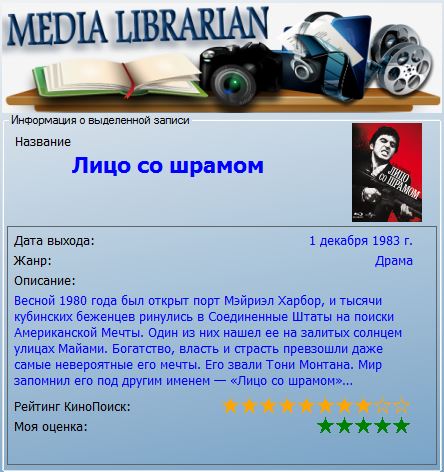 MEDIA LIBRARIAN
Информация о выделенной записи
Название
Лицо со шрамом
ЛИЦО
СО ШРАМОМ
Дата выхода: 1 декабря 1983 г.
Жанр: Драма
Описание:
Весной 1980 года был открыт порт Мэйриэл Харбор, и тысячи
кубинских беженцев ринулись в Соединенные Штаты на поиски
Американской Мечты. Один из них нашел ее на залитых солнцем
улицах Майами. Богатство, власть и страсть превзошли даже
самые невероятные его мечты. Его звали Тони Монтана. Мир
запомнил его под другим именем — «Лицо со шрамом»...
Рейтинг КиноПоиск:
Моя оценка: